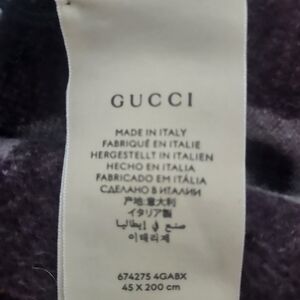 GUCCI
MADE IN ITALY
FABRIQUÉ EN ITALIE
HERGESTELLT IN ITALIEN
HECHO EN ITALIA
FABRICADO EM ITÁLIA
СДЕЛАНО В ИТАЛИИ
产地:意大利
イタリア製
صنع في إيطاليا
이태리제
674275 4GABX
45 X 200 cm